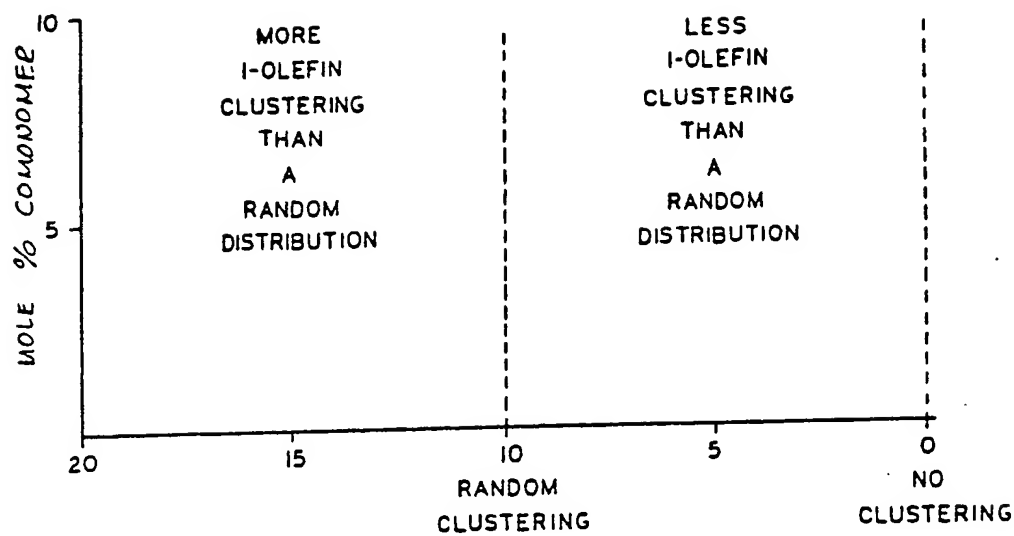 10
MOLE % COMONOMER
5
MORE
1-OLEFIN
CLUSTERING
THAN
A
RANDOM
DISTRIBUTION
LESS
1-OLEFIN
CLUSTERING
THAN
A
RANDOM
DISTRIBUTION
20
15
10
5
0
RANDOM
CLUSTERING
NO
CLUSTERING